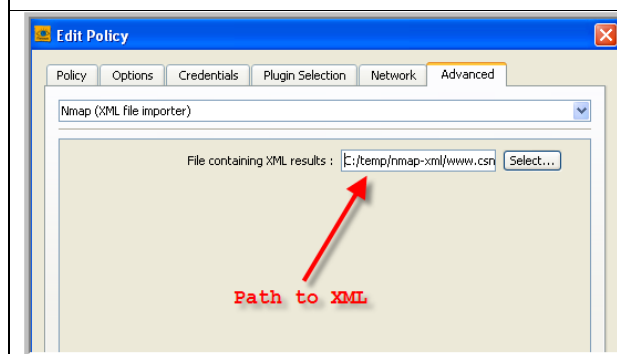 Edit Policy
Policy Options Credentials Plugin Selection Network Advanced
Nmap (XML file importer)
File containing XML results : C:/temp/nmap-xml/www.csn Select...
Path to XML